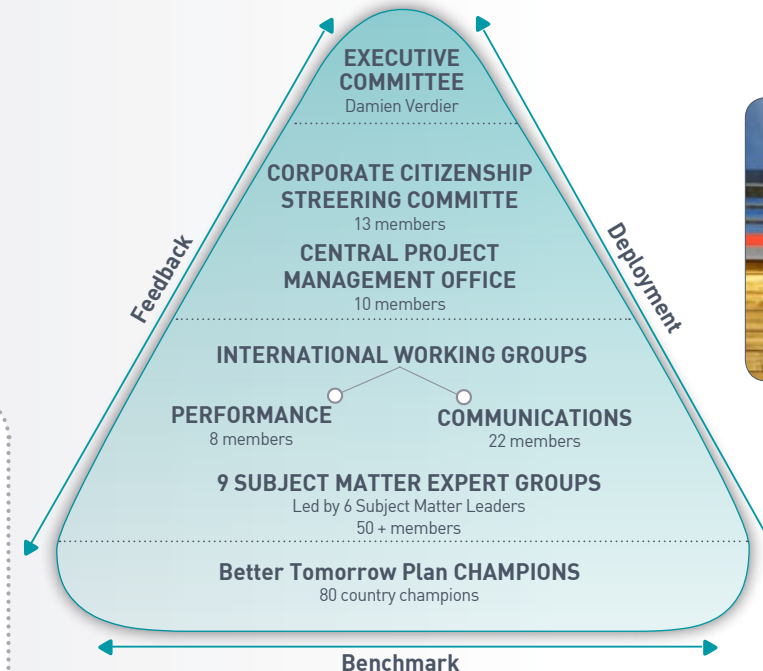 EXECUTIVE
COMMITTEE
Damien Verdier
CORPORATE CITIZENSHIP
STREERING COMMITTE
13 members
CENTRAL PROJECT
MANAGEMENT OFFICE
10 members
Feedback
Deployment
INTERNATIONAL WORKING GROUPS
PERFORMANCE
8 members
COMMUNICATIONS
22 members
9 SUBJECT MATTER EXPERT GROUPS
Led by 6 Subject Matter Leaders
50 + members
Better Tomorrow Plan CHAMPIONS
80 country champions
Benchmark